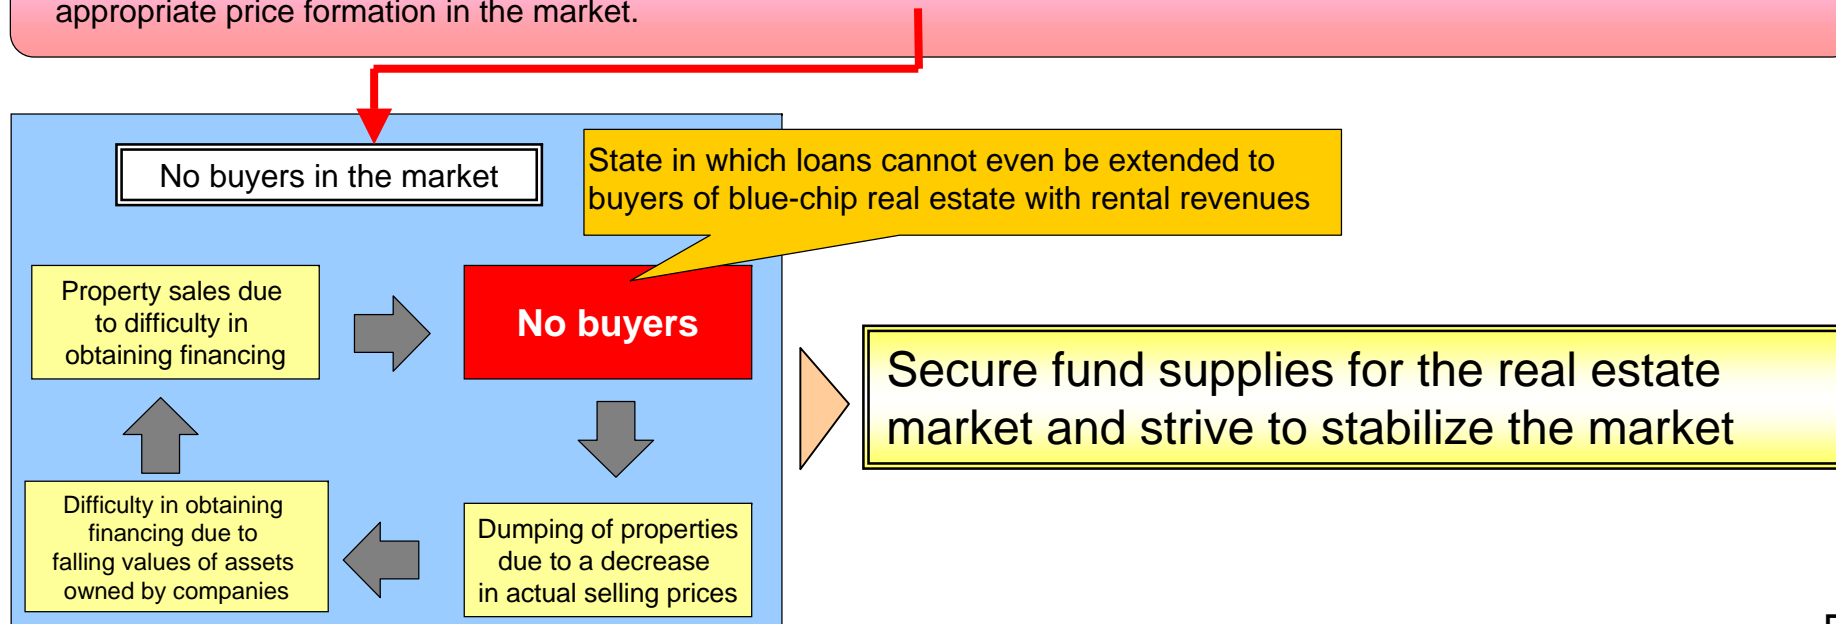 appropriate price formation in the market.
No buyers in the market
State in which loans cannot even be extended to
buyers of blue-chip real estate with rental revenues
Property sales due
to difficulty in
obtaining financing
No buyers
Secure fund supplies for the real estate
market and strive to stabilize the market
Difficulty in obtaining
financing due to
falling values of assets
owned by companies
Dumping of properties
due to a decrease
in actual selling prices